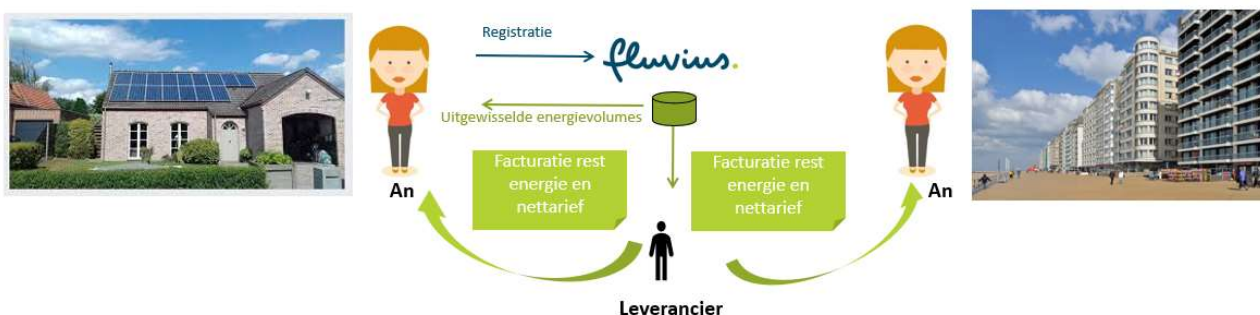 Registratie
fluvius.
Uitgewisselde energievolumes
Facturatie rest
energie en
nettarief
Facturatie rest
energie en
nettarief
An
An
Leverancier